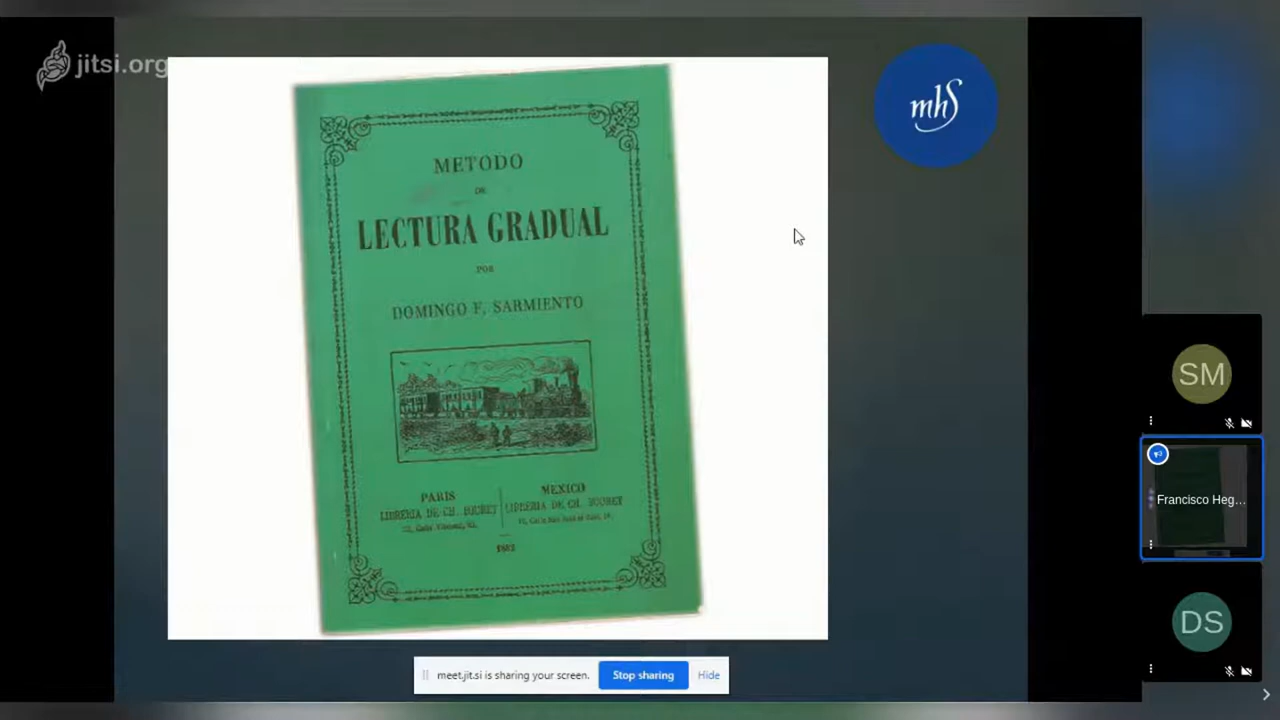 jitsi.org
mhS
METODO
DE
LECTURA GRADUAL
POR
DOMINGO F. SARMIENTO
PARIS
LIBRERIA DE CH. BOURET
MEXICO
LIBRERIA DE CH. BOURET
SM
Francisco Heg...
DS
meet.jit.si is sharing your screen.
Stop sharing
Hide